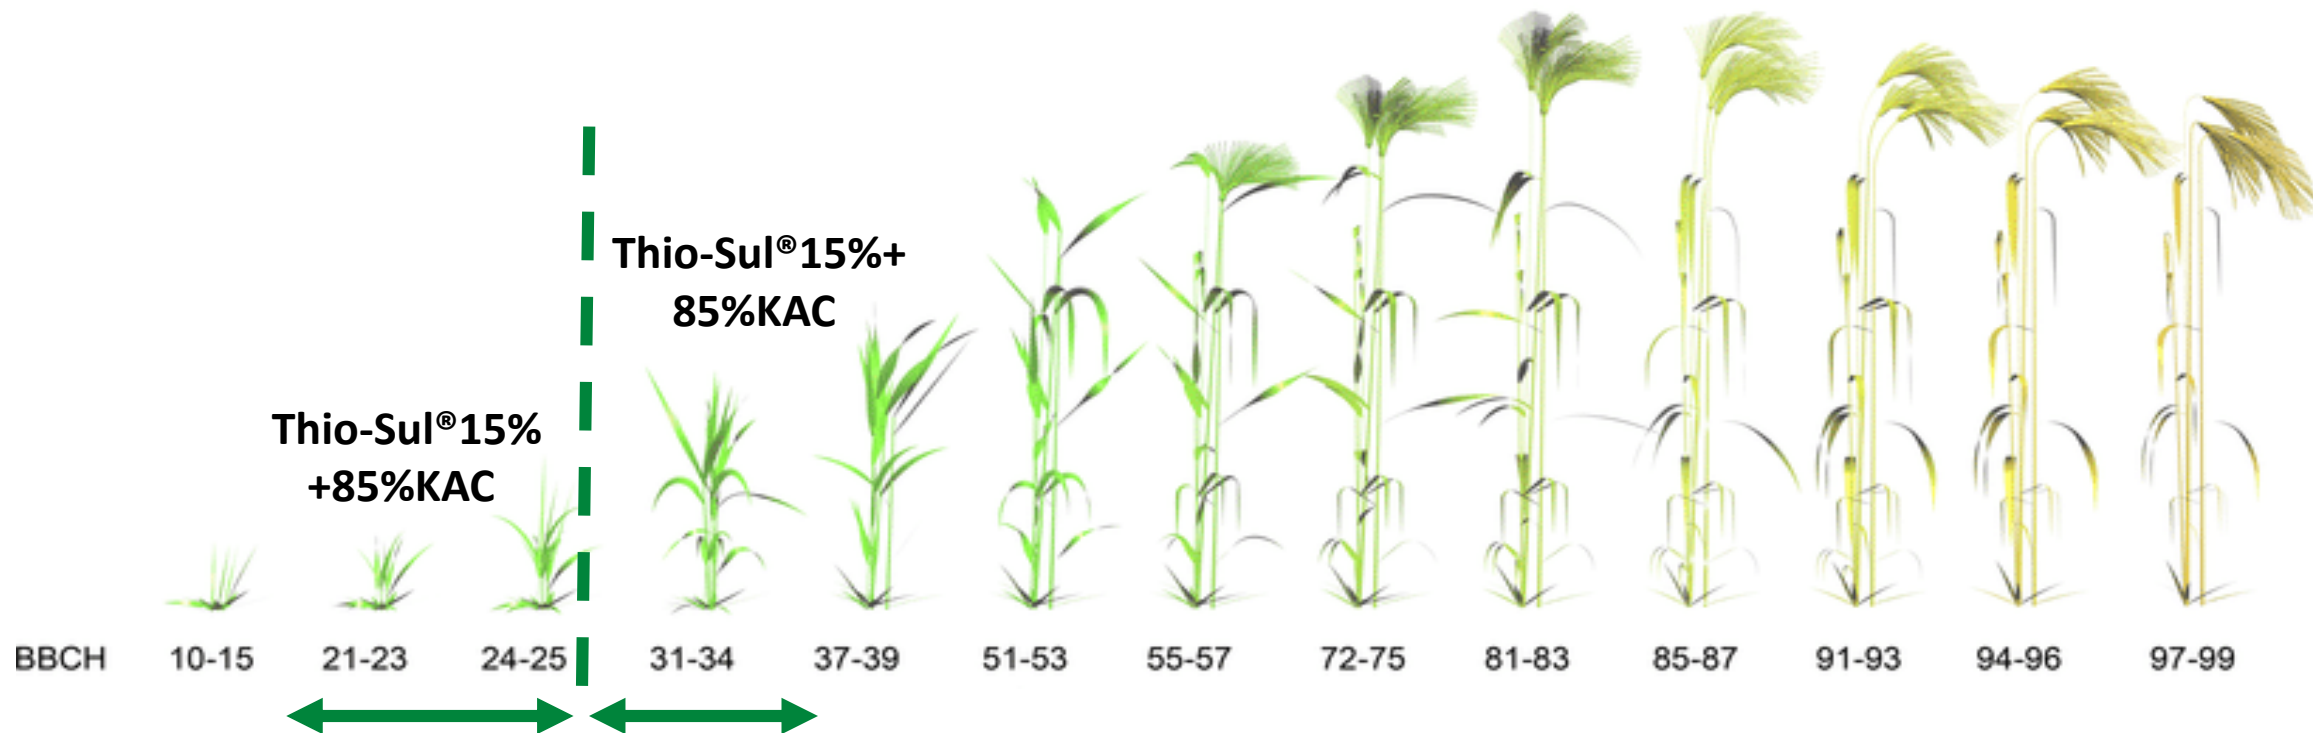 Thio-Sul®15%+
85%KAC
Thio-Sul®15%
+85%KAC
BBCH 10-15 21-23 24-25 31-34 37-39 51-53 55-57 72-75 81-83 85-87 91-93 94-96 97-99